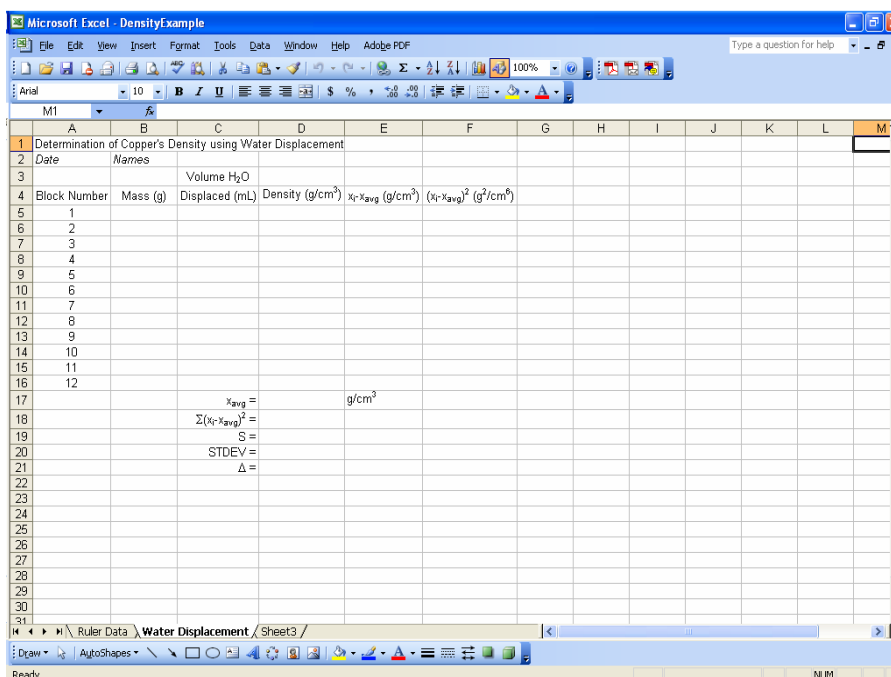 Microsoft Excel - DensityExample
File Edit View Insert Format Tools Data Window Help Adobe PDF Type a question for help
100%
Arial 10 B I U $ % ,
M1 fx
A B C D E F G H I J K L M
1 Determination of Copper's Density using Water Displacement
2 Date Names
3 Volume H₂O
4 Block Number Mass (g) Displaced (mL) Density (g/cm³) xᵢ-xavg (g/cm³) (xᵢ-xavg)² (g²/cm⁶)
5 1
6 2
7 3
8 4
9 5
10 6
11 7
12 8
13 9
14 10
15 11
16 12
17 xavg = g/cm³
18 Σ(xᵢ-xavg)² =
19 S =
20 STDEV =
21 Δ =
22
23
24
25
26
27
28
29
30
31
Ruler Data Water Displacement Sheet3
Draw AutoShapes
Ready NUM